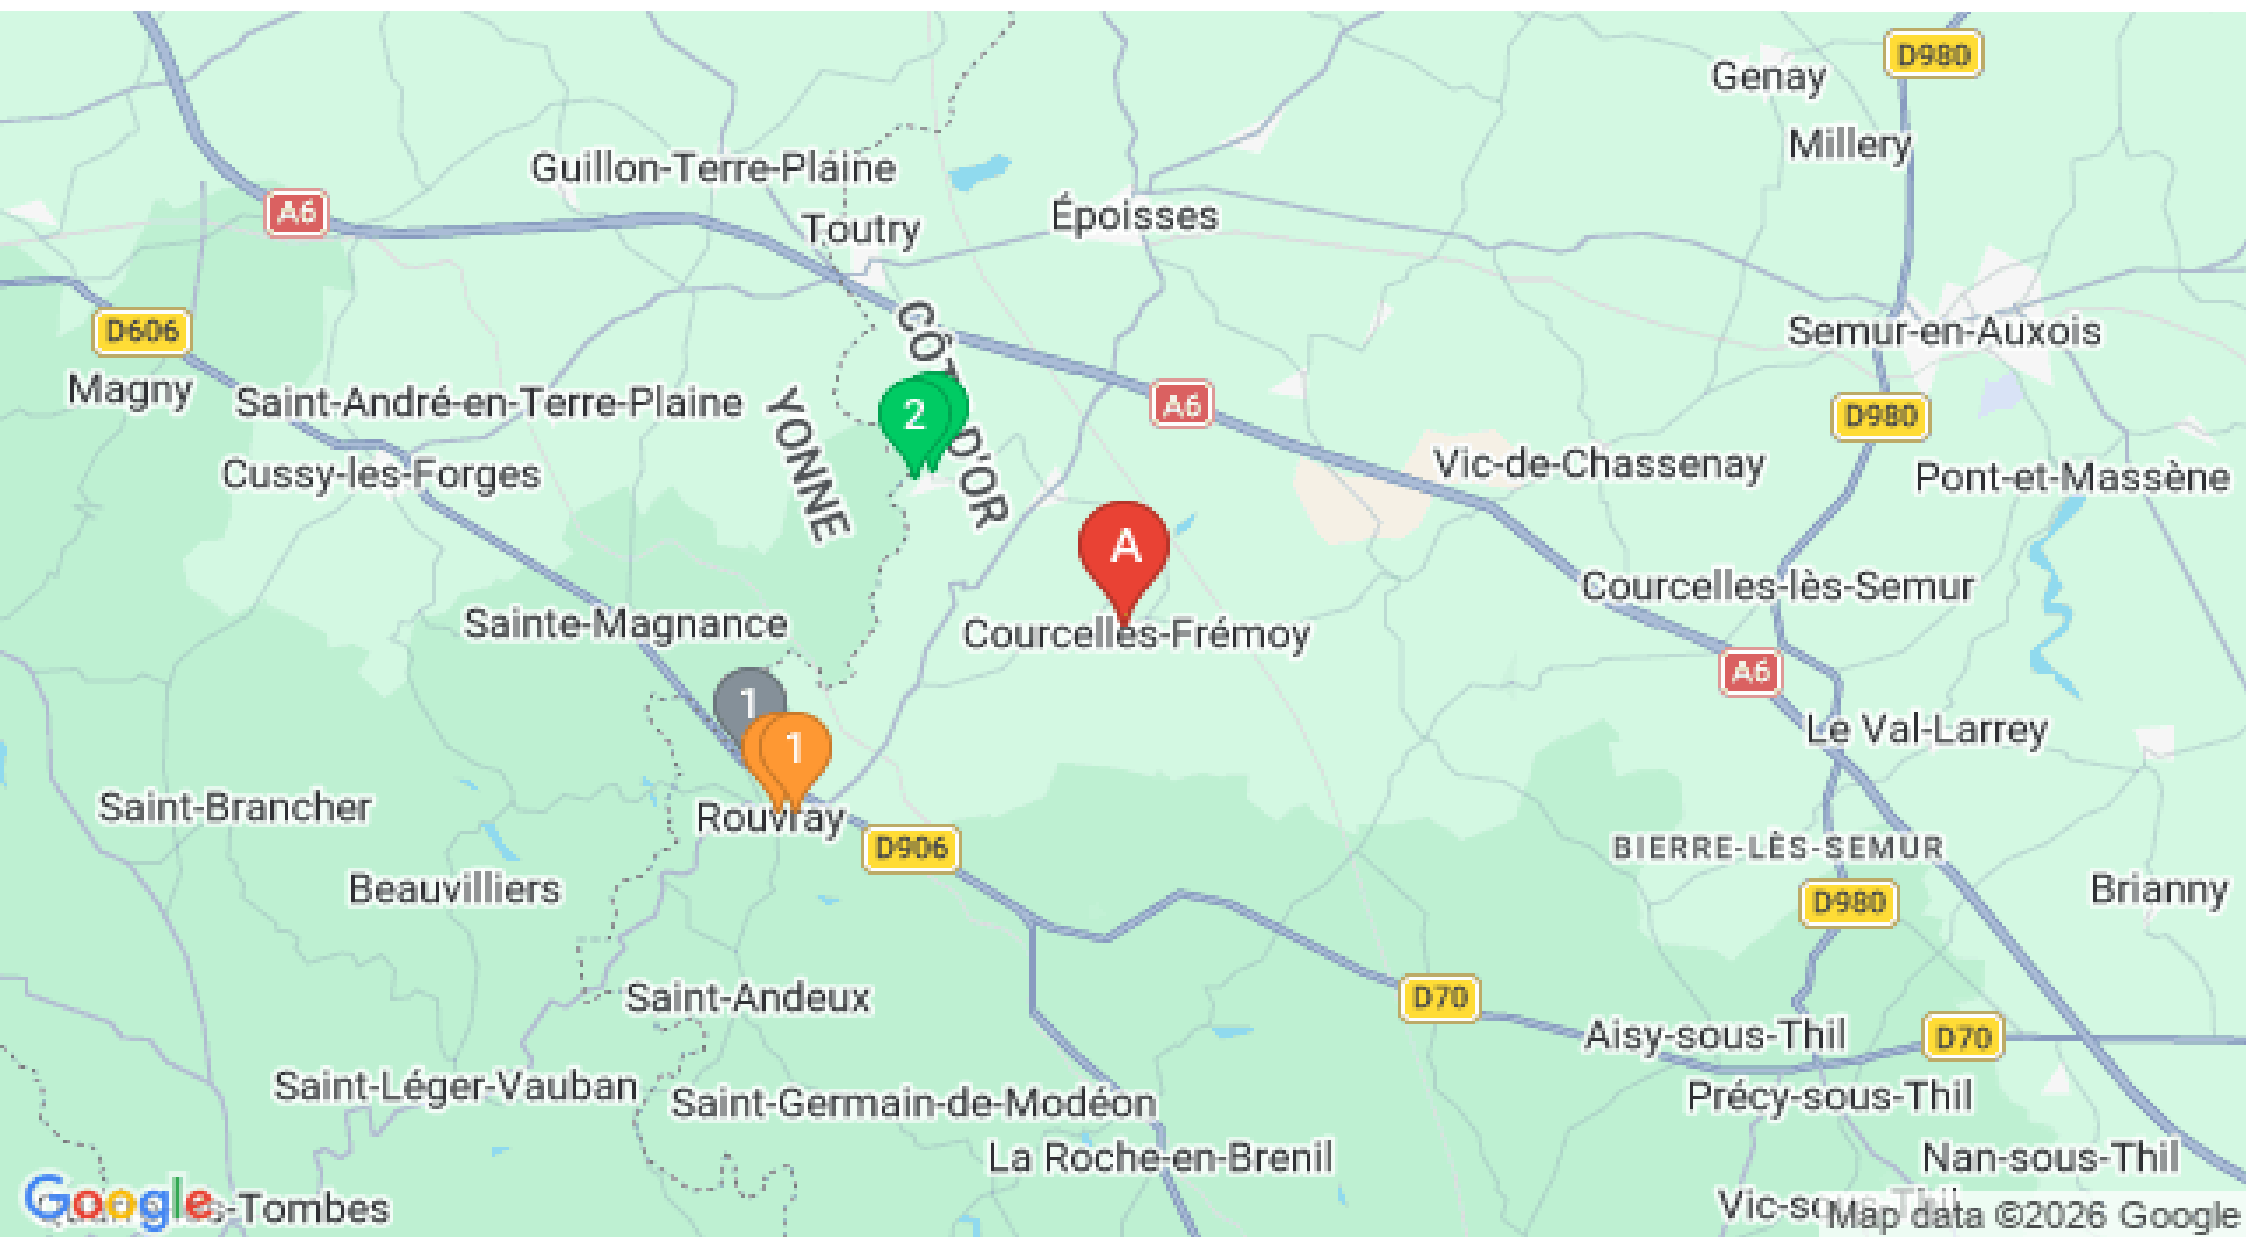 D980
Genay
Millery
Guillon-Terre-Plaine
A6
Toutry
Époisses
D606
Semur-en-Auxois
Magny
Saint-André-en-Terre-Plaine
YONNE
CÔT
D'OR
2
A6
D980
Cussy-les-Forges
Vic-de-Chassenay
Pont-et-Massène
A
Courcelles-lès-Semur
Sainte-Magnance
Courcelles-Frémoy
A6
1
1
Le Val-Larrey
Saint-Brancher
Rouvray
D906
BIERRE-LÈS-SEMUR
Beauvilliers
D980
Brianny
Saint-Andeux
D70
Aisy-sous-Thil
D70
Saint-Léger-Vauban
Saint-Germain-de-Modéon
Précy-sous-Thil
La Roche-en-Brenil
Nan-sous-Thil
Google
-Tombes
Map data ©2026 Google